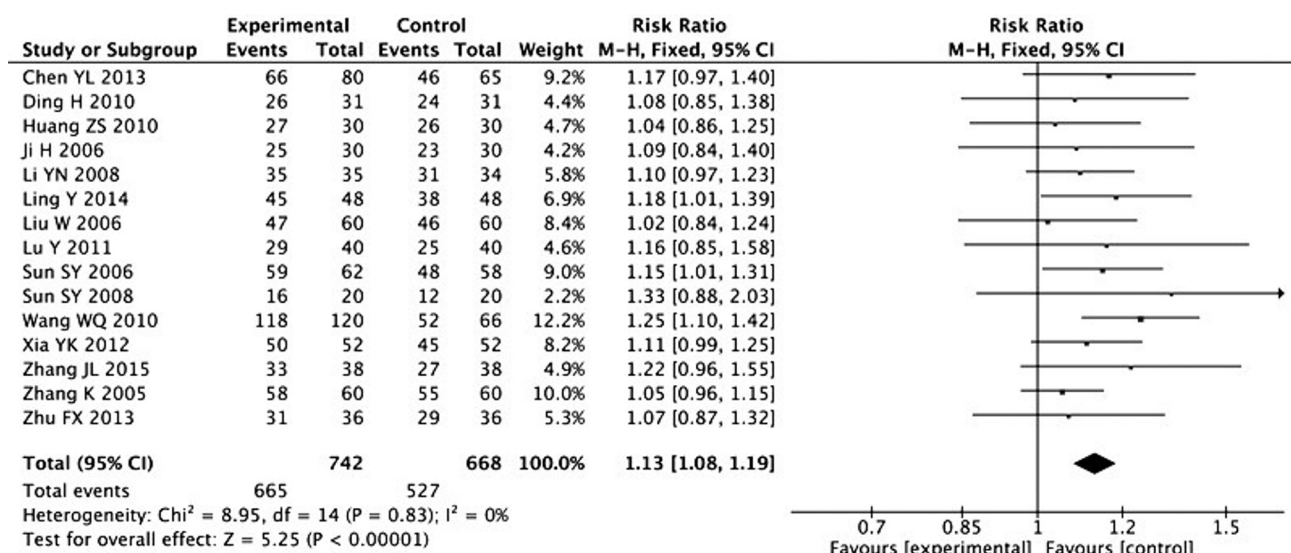 Experimental Control Risk Ratio Risk Ratio
Study or Subgroup Events Total Events Total Weight M-H, Fixed, 95% CI M-H, Fixed, 95% CI
Chen YL 2013 66 80 46 65 9.2% 1.17 [0.97, 1.40]
Ding H 2010 26 31 24 31 4.4% 1.08 [0.85, 1.38]
Huang ZS 2010 27 30 26 30 4.7% 1.04 [0.86, 1.25]
Ji H 2006 25 30 23 30 4.2% 1.09 [0.84, 1.40]
Li YN 2008 35 35 31 34 5.8% 1.10 [0.97, 1.23]
Ling Y 2014 45 48 38 48 6.9% 1.18 [1.01, 1.39]
Liu W 2006 47 60 46 60 8.4% 1.02 [0.84, 1.24]
Lu Y 2011 29 40 25 40 4.6% 1.16 [0.85, 1.58]
Sun SY 2006 59 62 48 58 9.0% 1.15 [1.01, 1.31]
Sun SY 2008 16 20 12 20 2.2% 1.33 [0.88, 2.03]
Wang WQ 2010 118 120 52 66 12.2% 1.25 [1.10, 1.42]
Xia YK 2012 50 52 45 52 8.2% 1.11 [0.99, 1.25]
Zhang JL 2015 33 38 27 38 4.9% 1.22 [0.96, 1.55]
Zhang K 2005 58 60 55 60 10.0% 1.05 [0.96, 1.15]
Zhu FX 2013 31 36 29 36 5.3% 1.07 [0.87, 1.32]
Total (95% CI) 742 668 100.0% 1.13 [1.08, 1.19]
Total events 665 527
Heterogeneity: Chi² = 8.95, df = 14 (P = 0.83); I² = 0%
Test for overall effect: Z = 5.25 (P < 0.00001)
0.7 0.85 1 1.2 1.5
Favours [experimental] Favours [control]